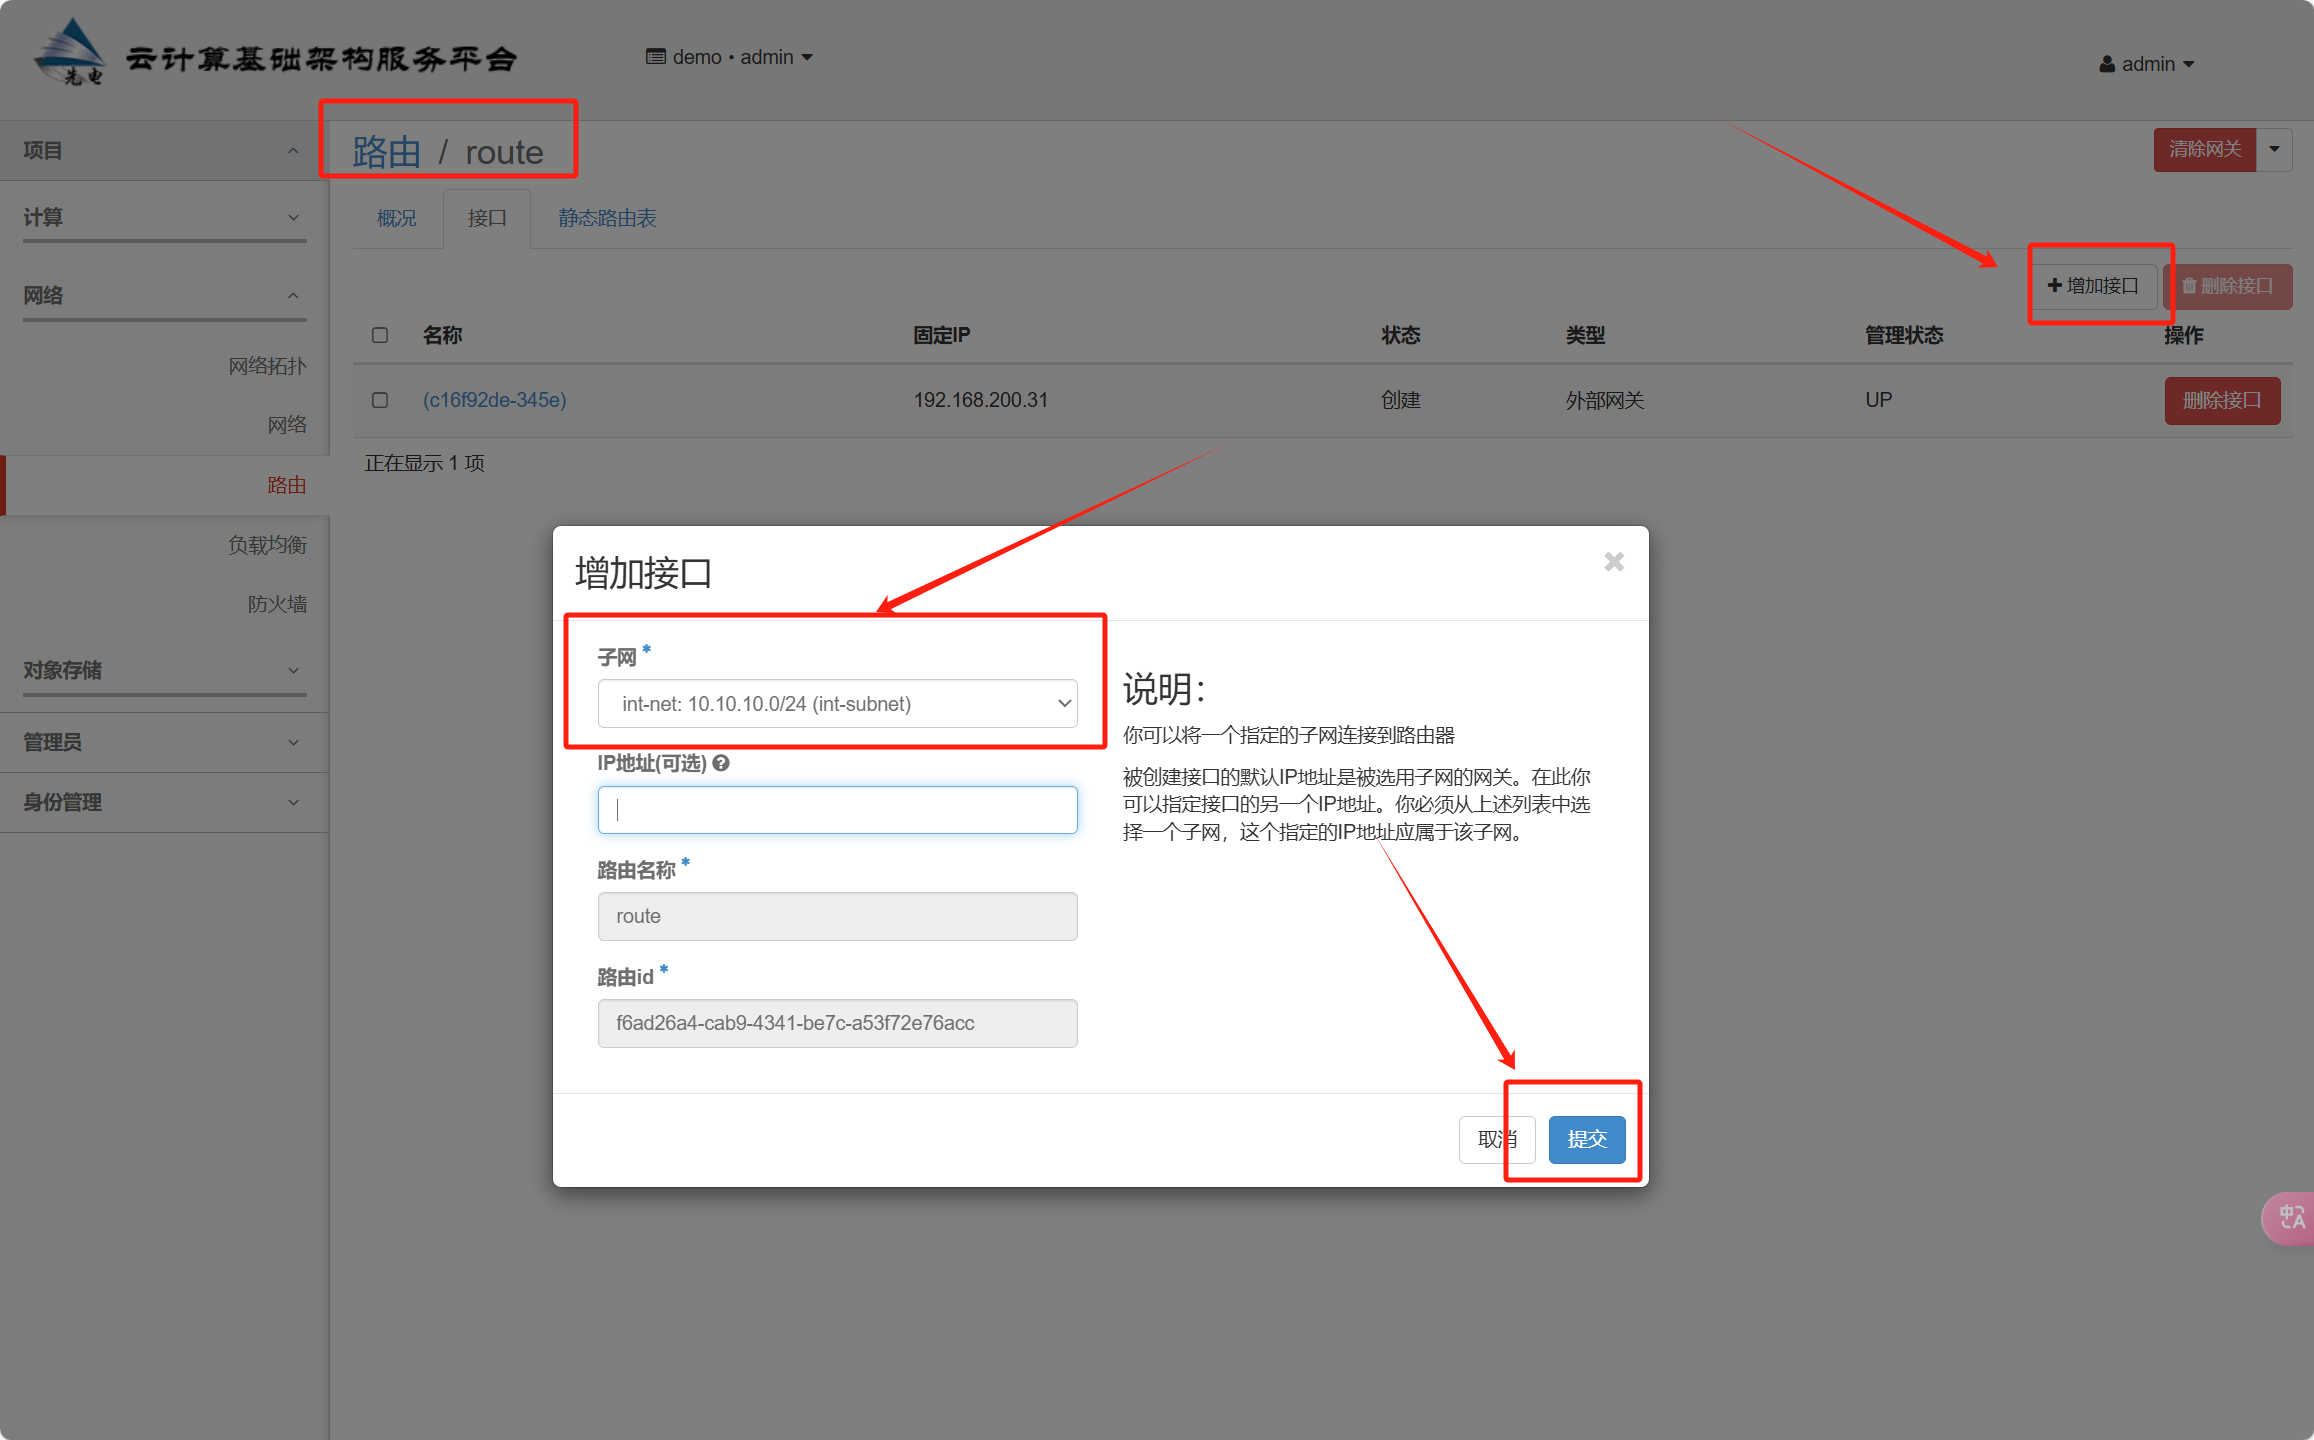 先电 云计算基础架构服务平台
demo • admin
admin
项目
计算
网络
网络拓扑
网络
路由
负载均衡
防火墙
对象存储
管理员
身份管理
路由 / route
清除网关
概况 接口 静态路由表
增加接口 删除接口
名称 固定IP 状态 类型 管理状态 操作
(c16f92de-345e) 192.168.200.31 创建 外部网关 UP 删除接口
正在显示 1 项
增加接口
子网 *
int-net: 10.10.10.0/24 (int-subnet)
IP地址(可选)
路由名称 *
route
路由id *
f6ad26a4-cab9-4341-be7c-a53f72e76acc
说明：
你可以将一个指定的子网连接到路由器
被创建接口的默认IP地址是被选用子网的网关。在此你
可以指定接口的另一个IP地址。你必须从上述列表中选
择一个子网，这个指定的IP地址应属于该子网。
取消 提交